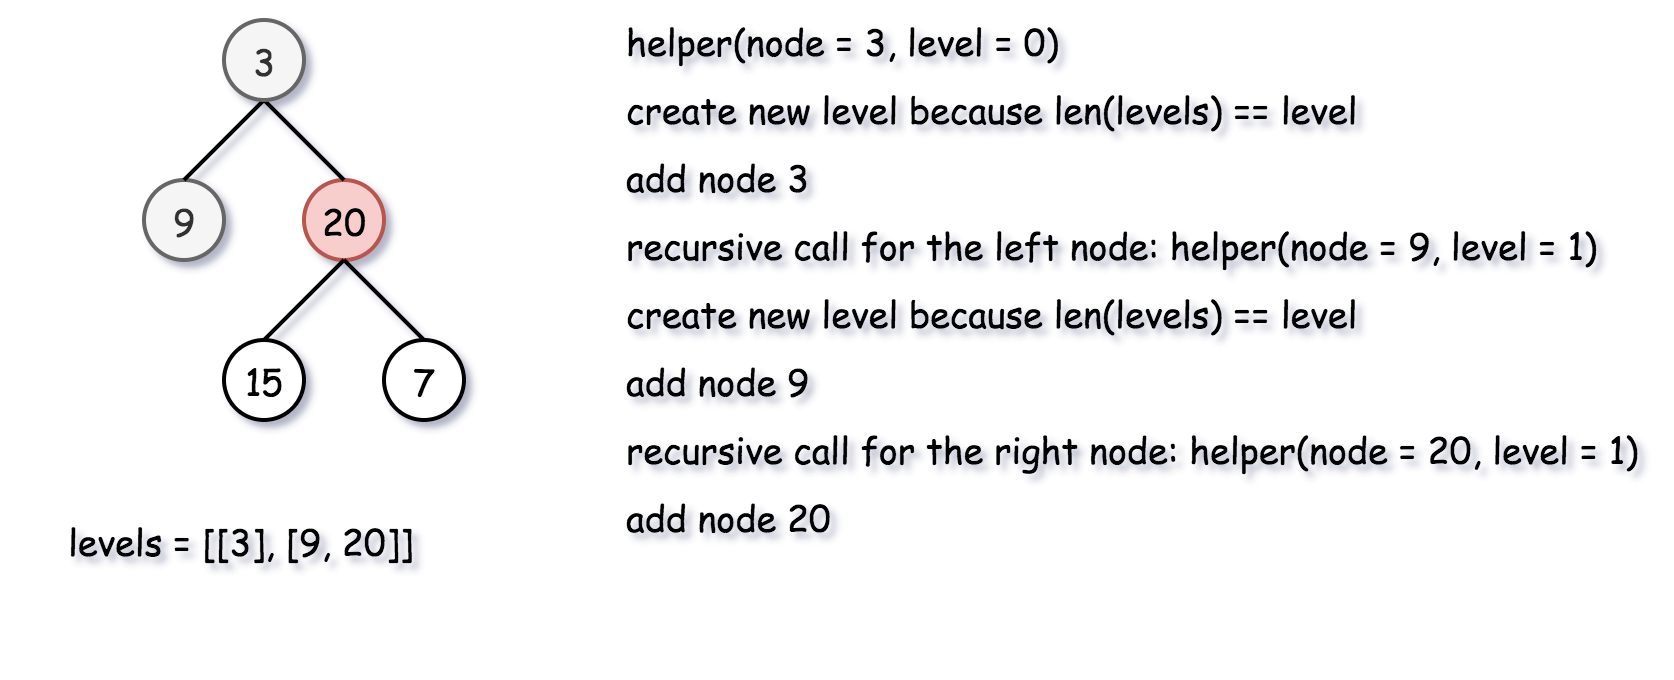 3
9
20
15
7
levels = [[3], [9, 20]]
helper(node = 3, level = 0)
create new level because len(levels) == level
add node 3
recursive call for the left node: helper(node = 9, level = 1)
create new level because len(levels) == level
add node 9
recursive call for the right node: helper(node = 20, level = 1)
add node 20